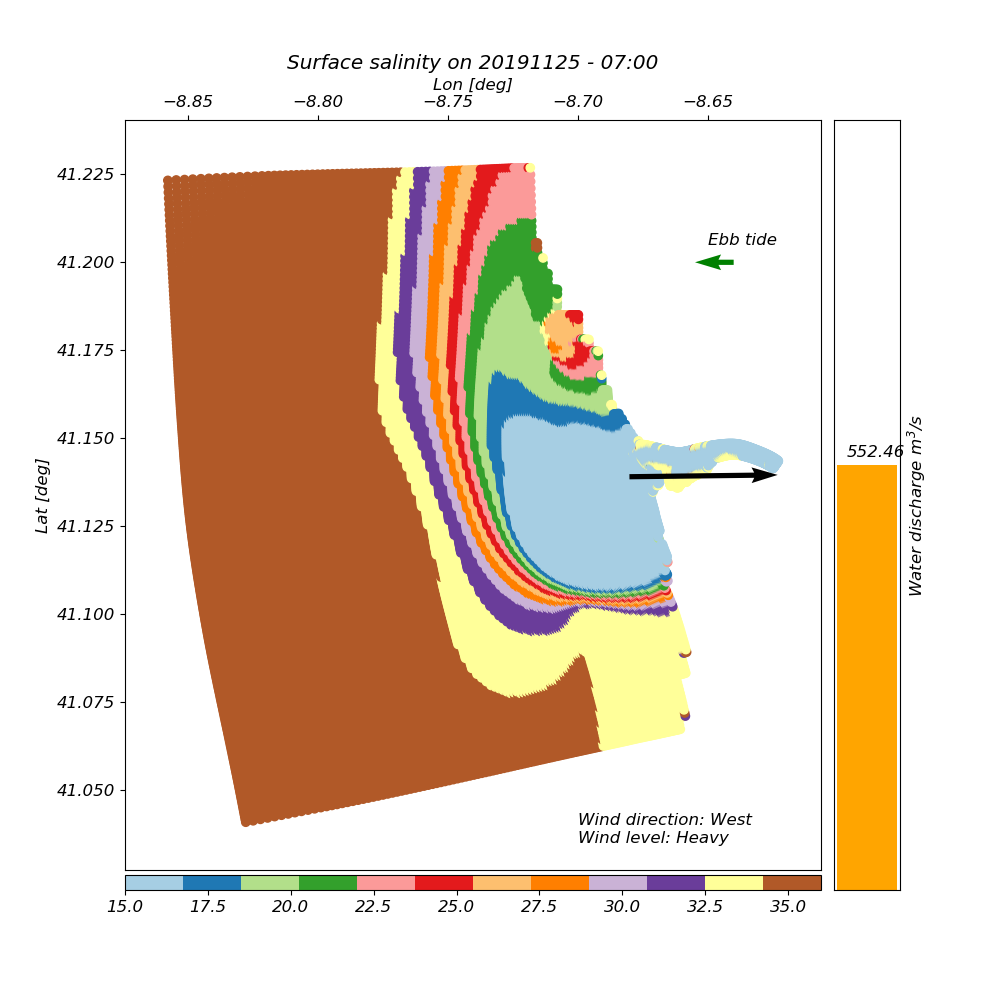 Surface salinity on 20191125 - 07:00
Lon [deg]
−8.85 −8.80 −8.75 −8.70 −8.65
41.225
41.200
41.175
41.150
41.125
41.100
41.075
41.050
Lat [deg]
Ebb tide
552.46
Water discharge m³/s
Wind direction: West
Wind level: Heavy
15.0 17.5 20.0 22.5 25.0 27.5 30.0 32.5 35.0